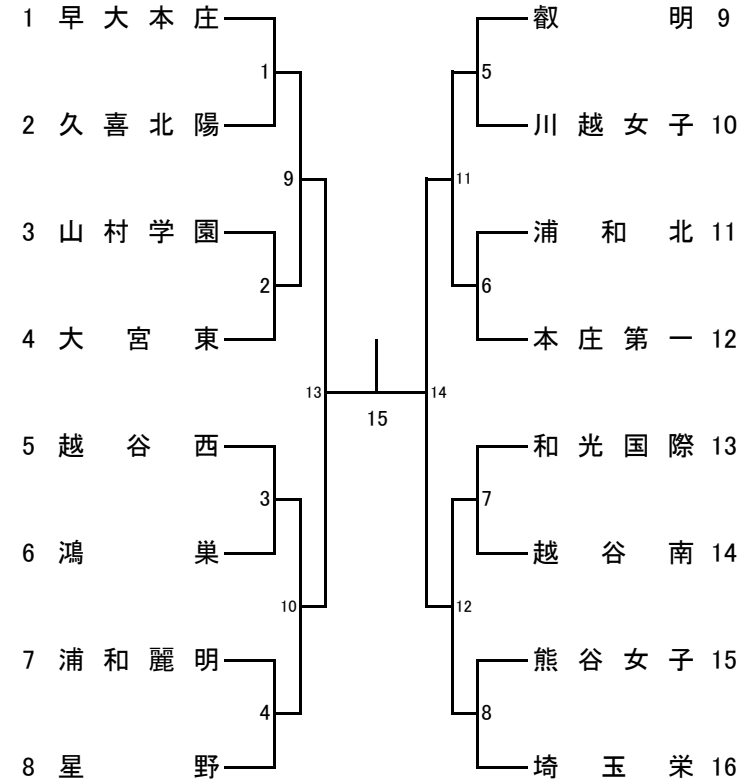 1 早大本庄
1
2 久喜北陽
9
3 山村学園
2
4 大宮東
13
5 越谷西
3
6 鴻巣
10
7 浦和麗明
4
8 星野
15
叡明 9
5
川越女子 10
11
浦和北 11
6
本庄第一 12
14
和光国際 13
7
越谷南 14
12
熊谷女子 15
8
埼玉栄 16